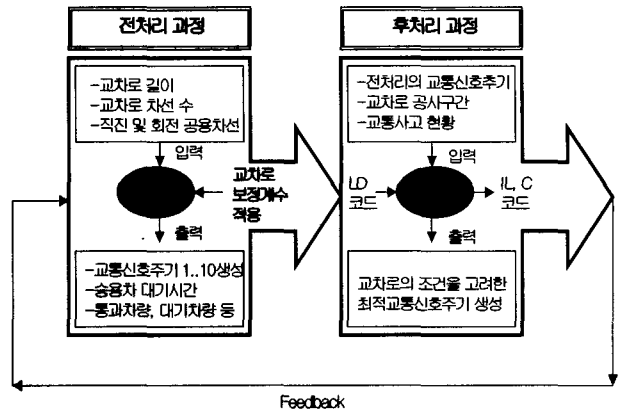 전처리 과정
-교차로 길이
-교차로 차선 수
-직진 및 회전 공용차선
입력
교차로
보정계수
적용
출력
-교통신호주기 1..10생성
-승용차 대기시간
-통과차량, 대기차량 등
후처리 과정
-전처리의 교통신호주기
-교차로 공사구간
-교통사고 현황
입력
LD
코드
IL, C
코드
출력
교차로의 조건을 고려한
최적교통신호주기 생성
Feedback